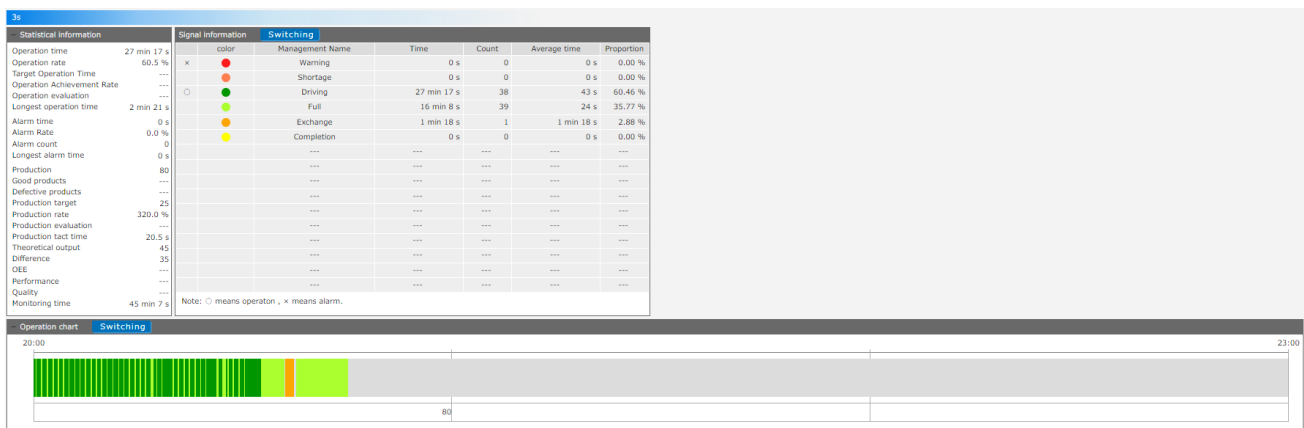 3s
− Statistical information
Operation time 27 min 17 s
Operation rate 60.5 %
Target Operation Time ---
Operation Achievement Rate ---
Operation evaluation ---
Longest operation time 2 min 21 s
Alarm time 0 s
Alarm Rate 0.0 %
Alarm count 0
Longest alarm time 0 s
Production 80
Good products ---
Defective products ---
Production target 25
Production rate 320.0 %
Production evaluation ---
Production tact time 20.5 s
Theoretical output 45
Difference 35
OEE ---
Performance ---
Quality ---
Monitoring time 45 min 7 s
Signal information Switching
color Management Name Time Count Average time Proportion
× Warning 0 s 0 0 s 0.00 %
Shortage 0 s 0 0 s 0.00 %
○ Driving 27 min 17 s 38 43 s 60.46 %
Full 16 min 8 s 39 24 s 35.77 %
Exchange 1 min 18 s 1 1 min 18 s 2.88 %
Completion 0 s 0 0 s 0.00 %
--- --- --- --- ---
--- --- --- --- ---
--- --- --- --- ---
--- --- --- --- ---
--- --- --- --- ---
--- --- --- --- ---
--- --- --- --- ---
--- --- --- --- ---
--- --- --- --- ---
--- --- --- --- ---
Note: ○ means operaton , × means alarm.
− Operation chart Switching
20:00 23:00
80